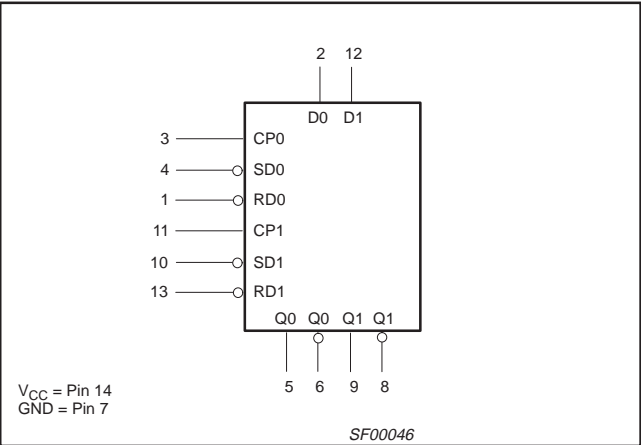 2 12
D0 D1
3 CP0
4 SD0
1 RD0
11 CP1
10 SD1
13 RD1
Q0 Q0 Q1 Q1
5 6 9 8
VCC = Pin 14
GND = Pin 7
SF00046